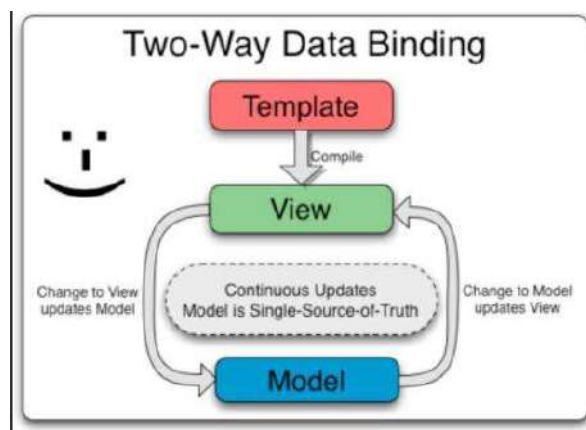 Two-Way Data Binding
Template
Compile
View
Change to View
updates Model
Continuous Updates
Model is Single-Source-of-Truth
Change to Model
updates View
Model